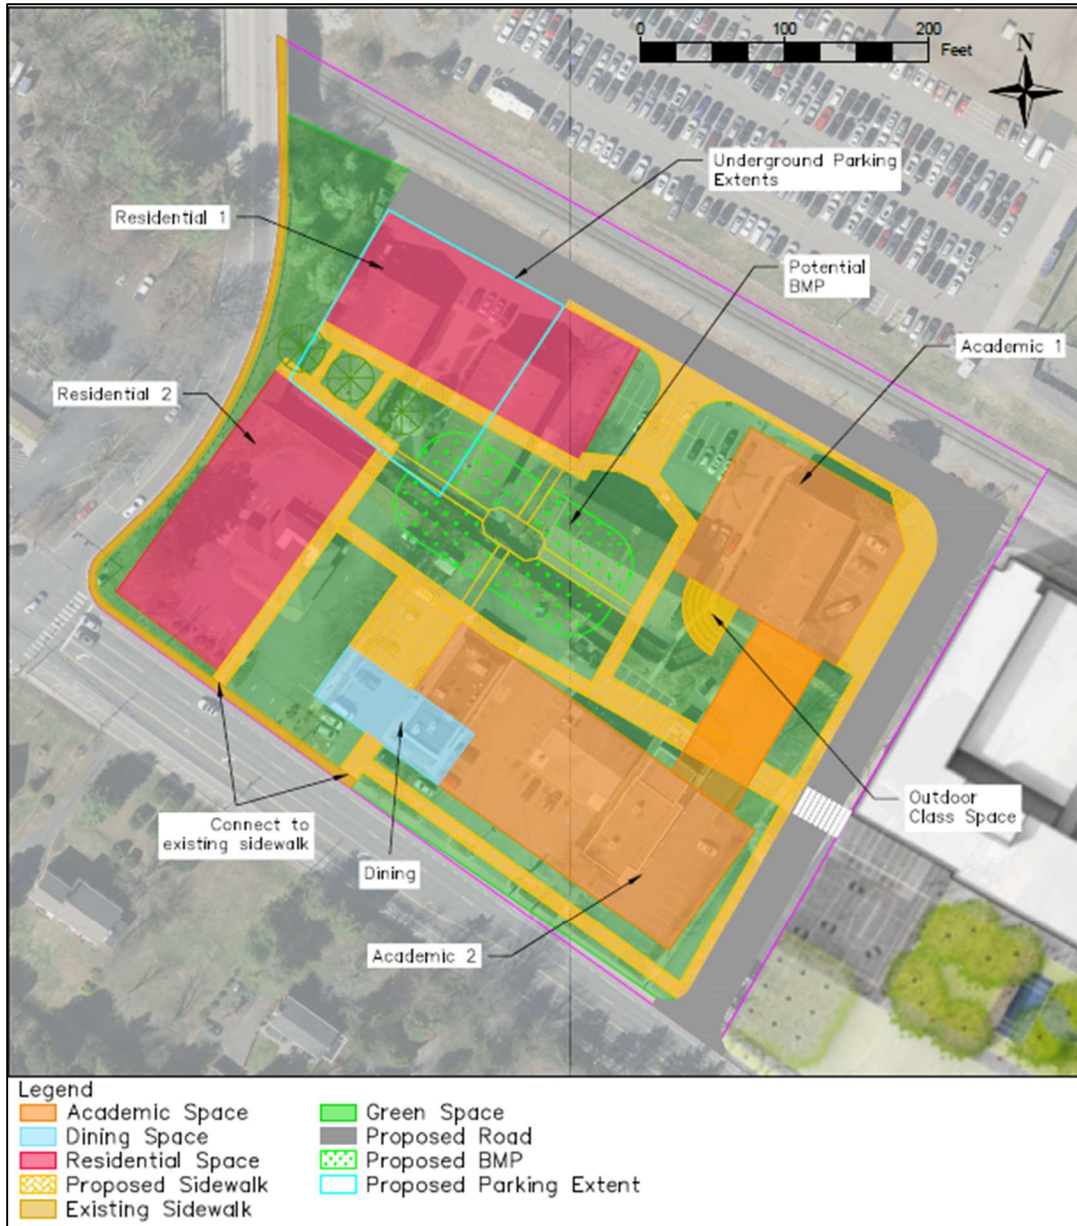 0 100 200
Feet
N
Underground Parking
Extents
Residential 1
Potential
BMP
Academic 1
Residential 2
Outdoor
Class Space
Connect to
existing sidewalk
Dining
Academic 2
Legend
Academic Space
Dining Space
Residential Space
Proposed Sidewalk
Existing Sidewalk
Green Space
Proposed Road
Proposed BMP
Proposed Parking Extent